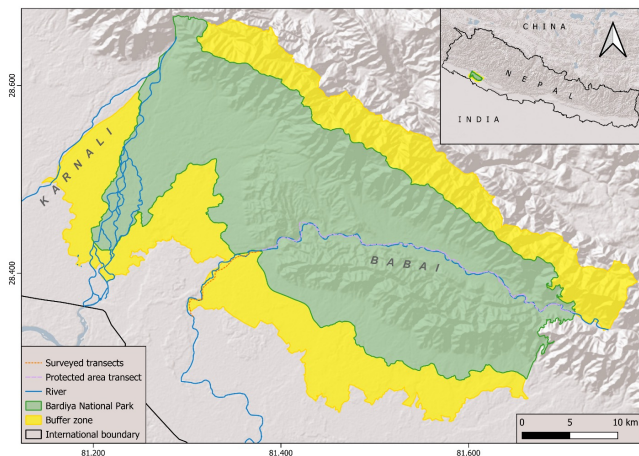 CHINA
NEPAL
INDIA
28.600
KARNALI
28.400
BABAI
Surveyed transects
Protected area transect
River
Bardiya National Park
Buffer zone
International boundary
0 5 10 km
81.200 81.400 81.600